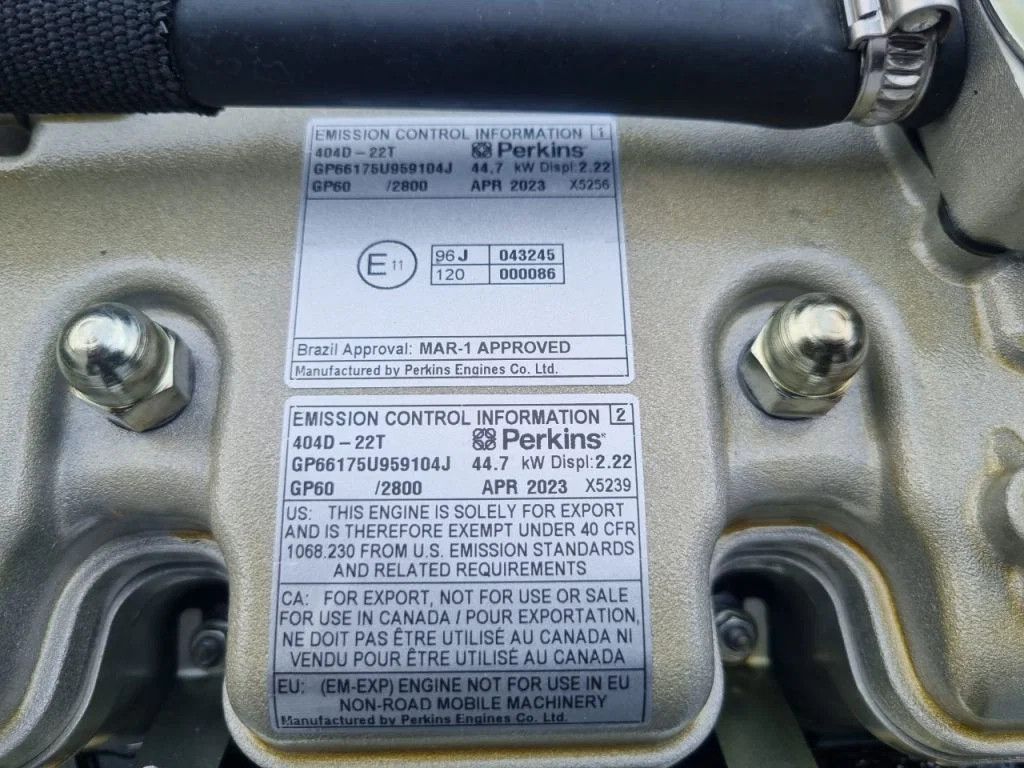 EMISSION CONTROL INFORMATION 1
404D-22T Perkins®
GP66175U959104J 44.7 kW Displ:2.22
GP60 /2800 APR 2023 X5256
E11 96J 043245
120 000086
Brazil Approval: MAR-1 APPROVED
Manufactured by Perkins Engines Co. Ltd.
EMISSION CONTROL INFORMATION 2
404D-22T Perkins®
GP66175U959104J 44.7 kW Displ:2.22
GP60 /2800 APR 2023 X5239
US: THIS ENGINE IS SOLELY FOR EXPORT
AND IS THEREFORE EXEMPT UNDER 40 CFR
1068.230 FROM U.S. EMISSION STANDARDS
AND RELATED REQUIREMENTS
CA: FOR EXPORT, NOT FOR USE OR SALE
FOR USE IN CANADA / POUR EXPORTATION,
NE DOIT PAS ÊTRE UTILISÉ AU CANADA NI
VENDU POUR ÊTRE UTILISÉ AU CANADA
EU: (EM-EXP) ENGINE NOT FOR USE IN EU
NON-ROAD MOBILE MACHINERY
Manufactured by Perkins Engines Co. Ltd.